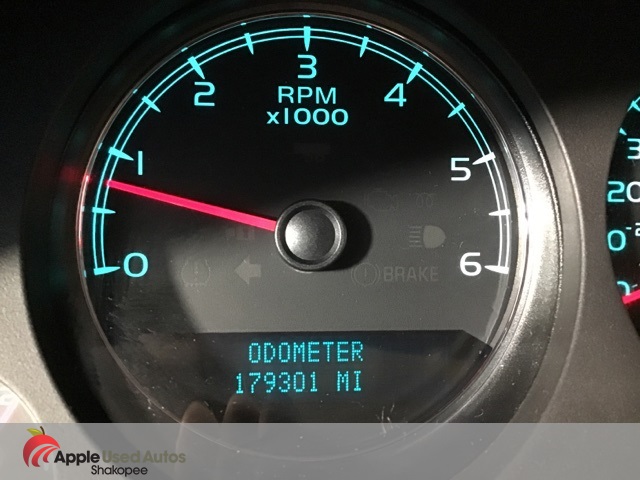 3
2
4
RPM
x1000
1
5
0
6
BRAKE
ODOMETER
179301 MI
Apple Used Autos
Shakopee